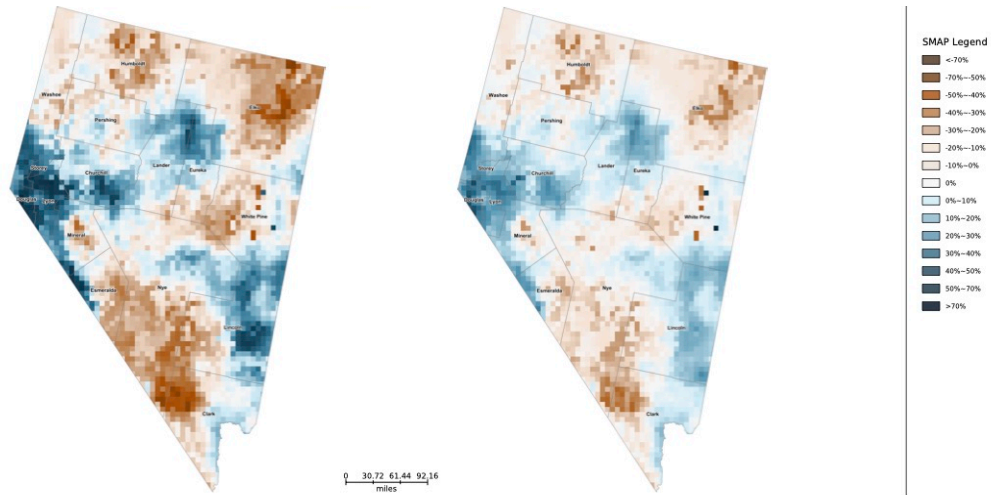 Humboldt
Washoe
Elko
Pershing
Lander
Storey
Eureka
Churchill
Douglas
Lyon
White Pine
Mineral
Esmeralda
Nye
Lincoln
Clark
0 30.72 61.44 92.16
miles
Humboldt
Washoe
Elko
Pershing
Lander
Storey
Eureka
Churchill
Douglas
Lyon
White Pine
Mineral
Esmeralda
Nye
Lincoln
Clark
SMAP Legend
<-70%
-70%~-50%
-50%~-40%
-40%~-30%
-30%~-20%
-20%~-10%
-10%~0%
0%
0%~10%
10%~20%
20%~30%
30%~40%
40%~50%
50%~70%
>70%